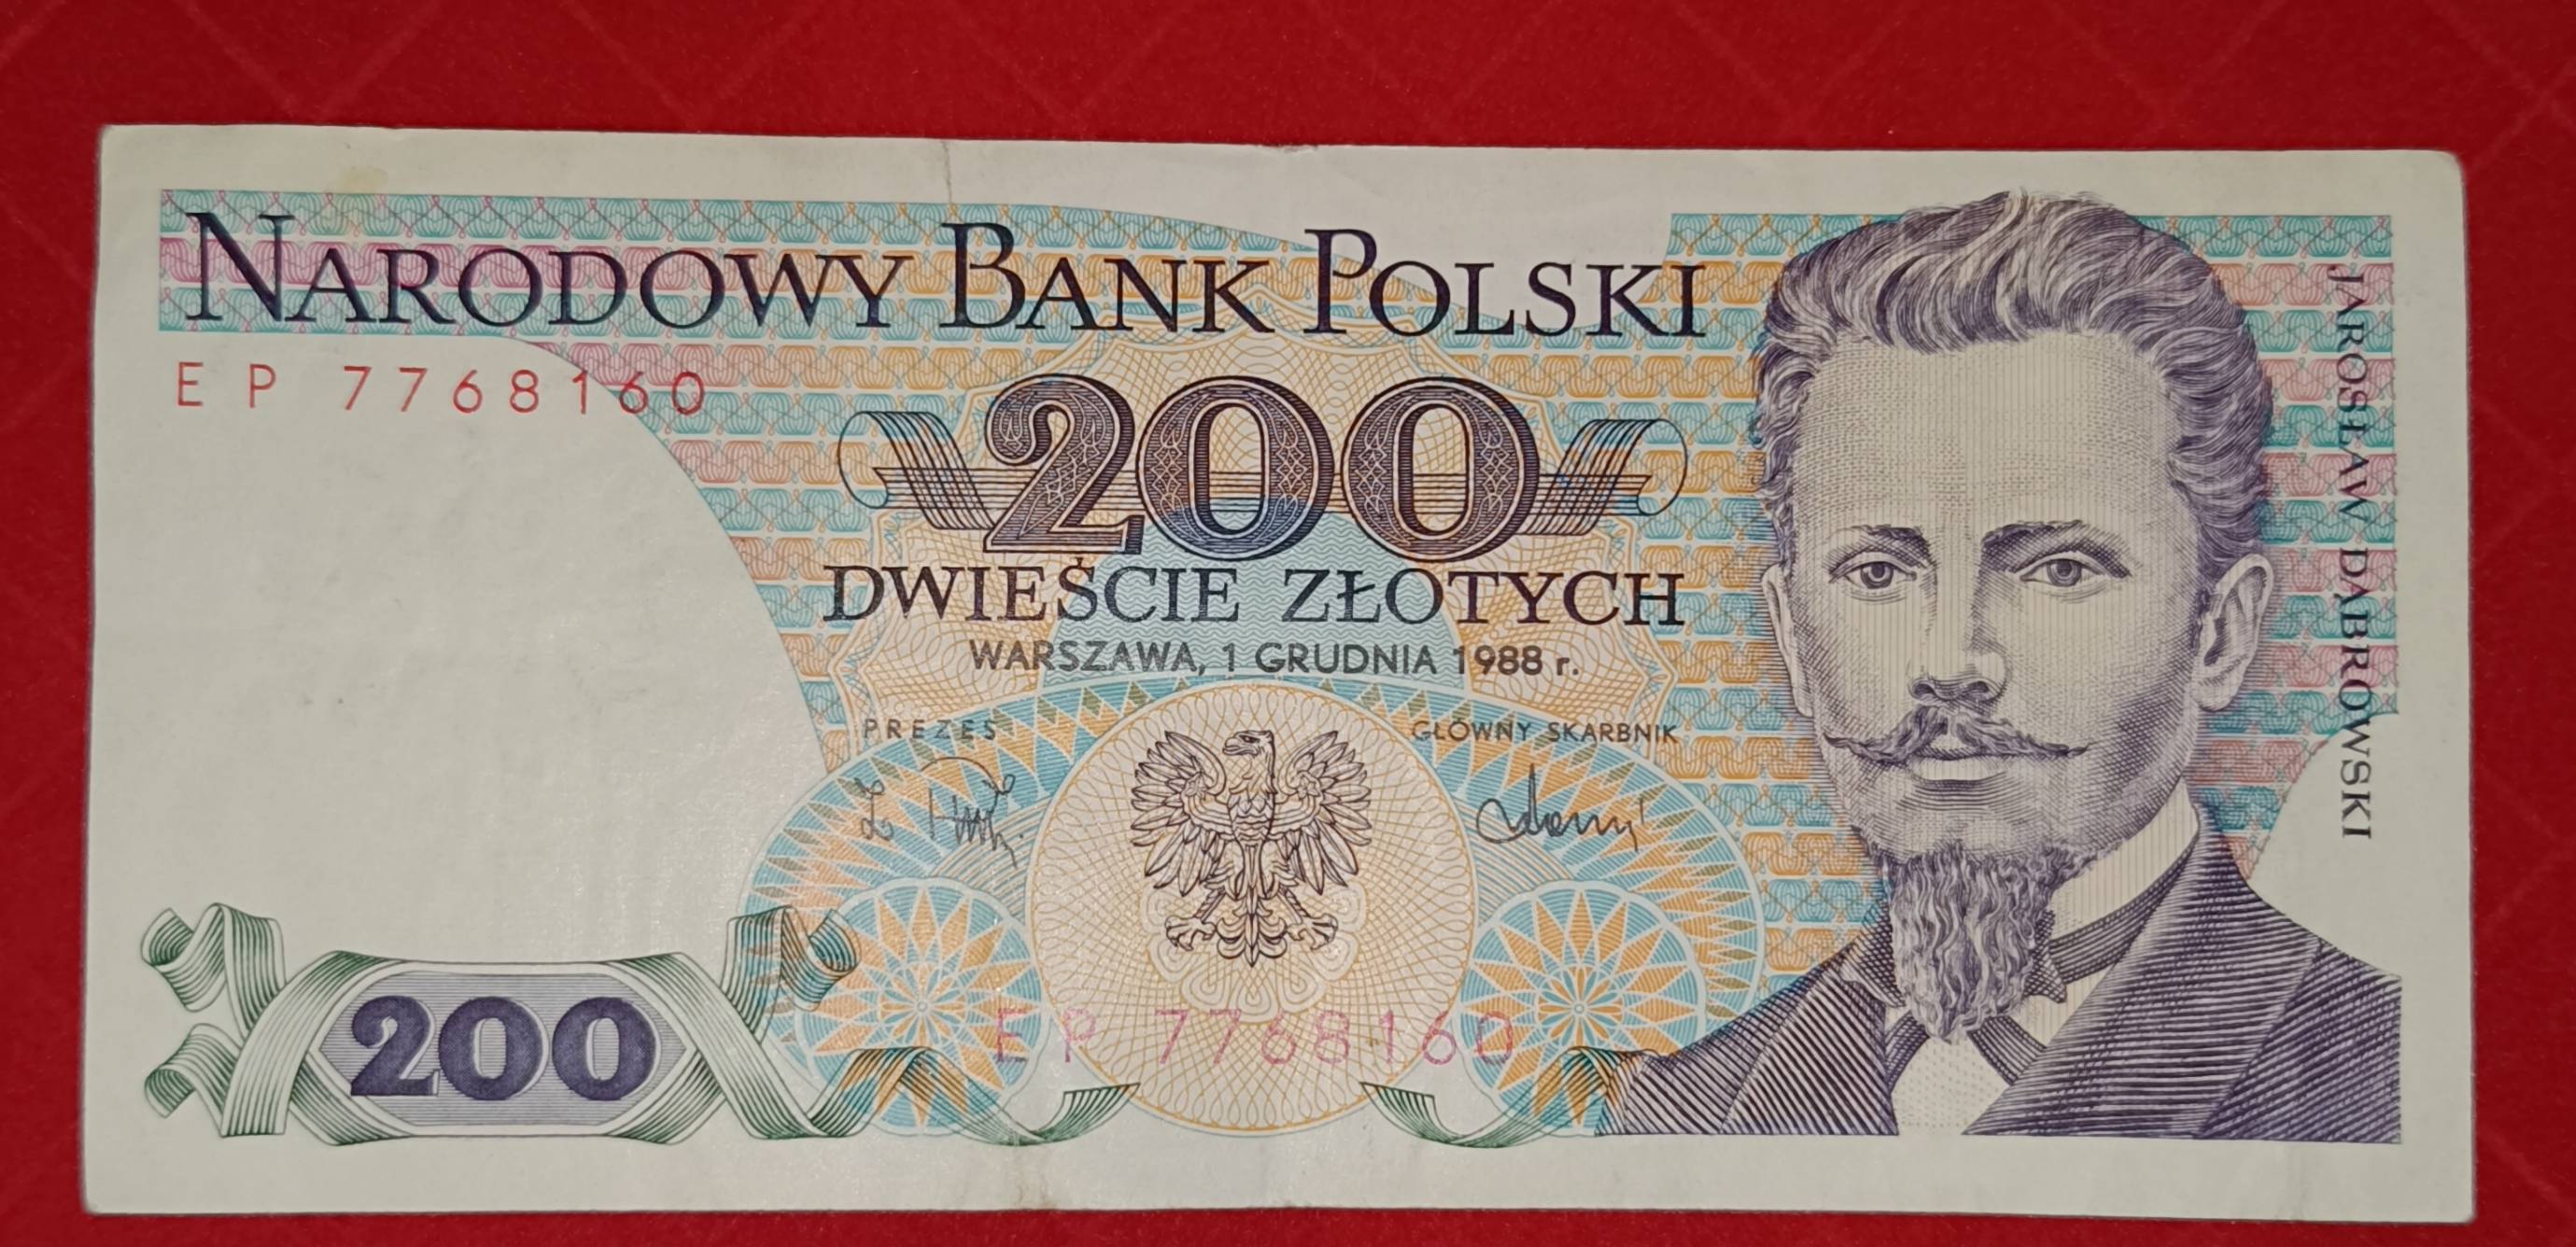 NARODOWY BANK POLSKI
EP 7768160
200
DWIEŚCIE ZŁOTYCH
WARSZAWA, 1 GRUDNIA 1988 r.
PREZES
GŁÓWNY SKARBNIK
EP 7768160
200
JAROSŁAW DĄBROWSKI